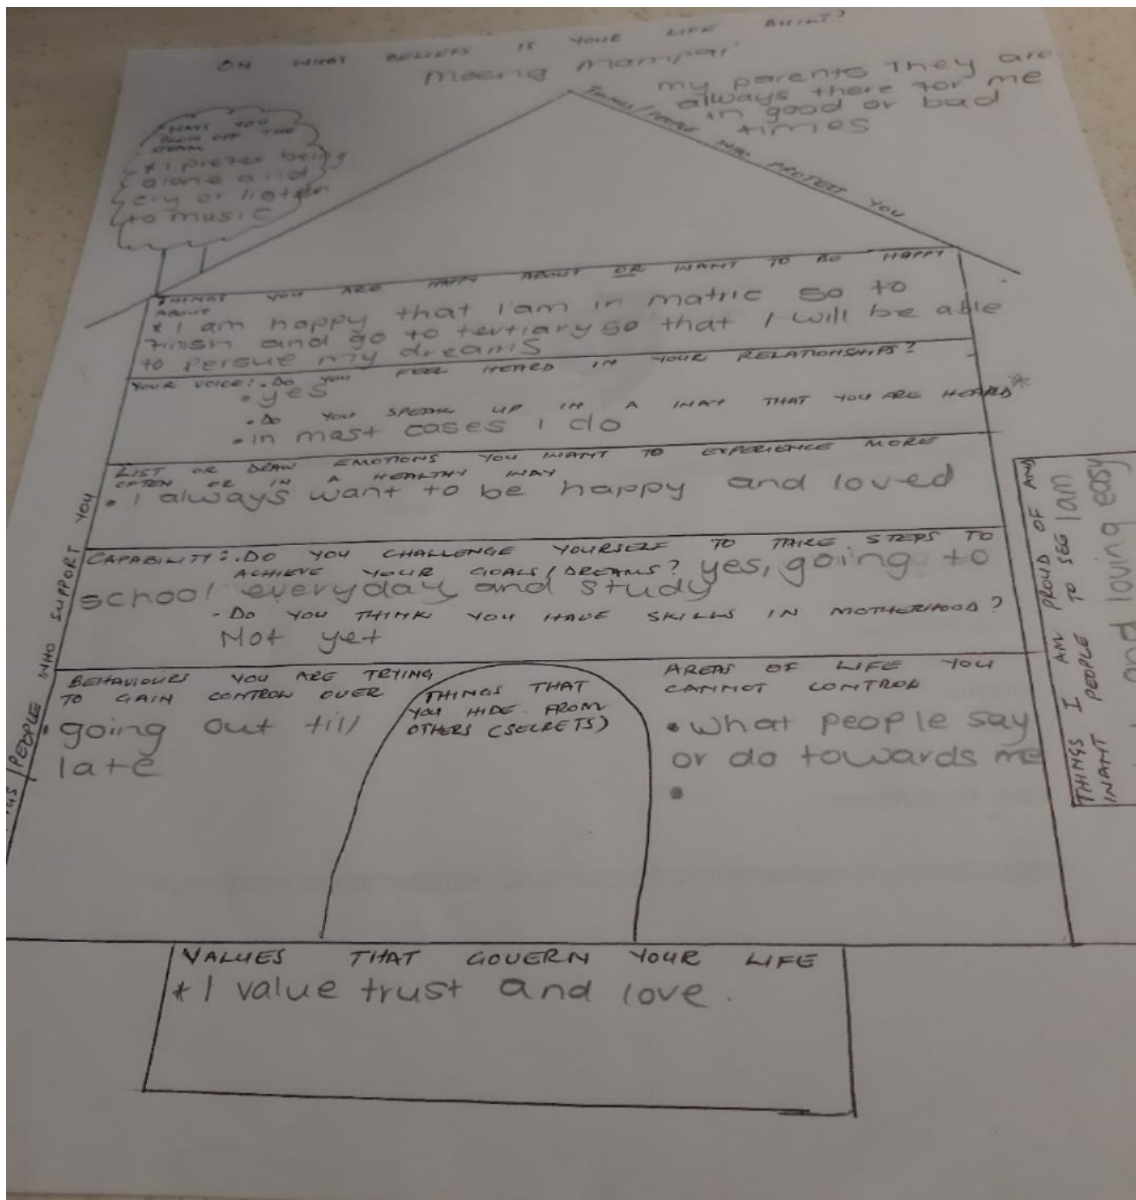 ON WHAT BELIEFS IS YOUR LIFE BUILT?
my parents They are
always there for me
in good or bad
times
THINGS/PEOPLE WHO PROTECT YOU
WAYS YOU
BLOW OFF THE
STEAM
* I prefer being
alone and
cry or listen
to music
THINGS YOU ARE HAPPY ABOUT OR WANT TO BE HAPPY
ABOUT
* I am happy that I am in matric so to
finish and go to tertiary so that I will be able
to persue my dreams
YOUR VOICE: • DO YOU FEEL HEARD IN YOUR RELATIONSHIPS?
• yes
• DO YOU SPEAK UP IN A WAY THAT YOU ARE HEARD*
• in most cases I do
LIST OR DRAW EMOTIONS YOU WANT TO EXPERIENCE MORE
OFTEN OR IN A HEALTHY WAY
• I always want to be happy and loved
CAPABILITY: • DO YOU CHALLENGE YOURSELF TO TAKE STEPS TO
ACHIEVE YOUR GOALS/DREAMS? yes, going to
school everyday and study
- DO YOU THINK YOU HAVE SKILLS IN MOTHERHOOD?
Not yet
PEOPLE WHO SUPPORT YOU
BEHAVIOURS YOU ARE TRYING
TO GAIN CONTROL OVER
• going out till
late
THINGS THAT
YOU HIDE FROM
OTHERS (SECRETS)
AREAS OF LIFE YOU
CANNOT CONTROL
• what people say
or do towards me
•
THINGS I AM PROUD OF AND
WANT PEOPLE TO SEE I am
and loving easy
VALUES THAT GOVERN YOUR LIFE
* I value trust and love.